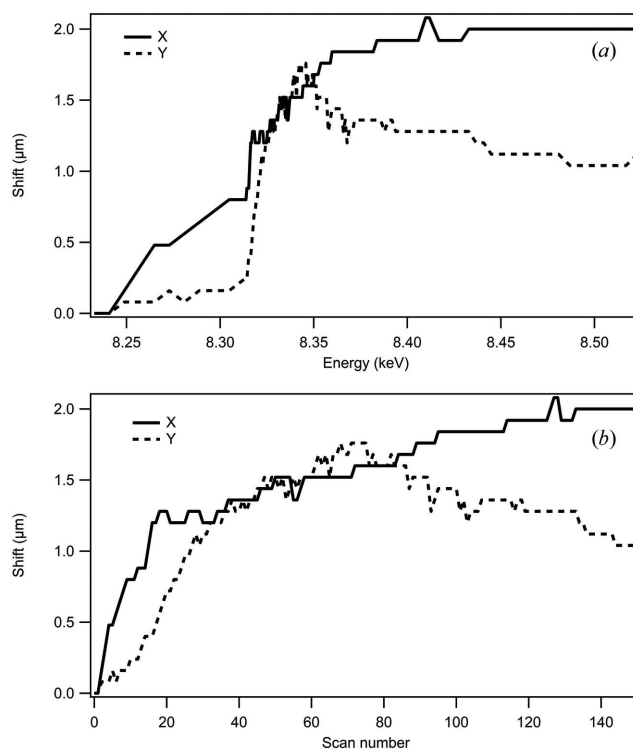 2.0
1.5
1.0
0.5
0.0
Shift (µm)
X
Y
(a)
8.25 8.30 8.35 8.40 8.45 8.50
Energy (keV)
2.0
1.5
1.0
0.5
0.0
Shift (µm)
X
Y
(b)
0 20 40 60 80 100 120 140
Scan number